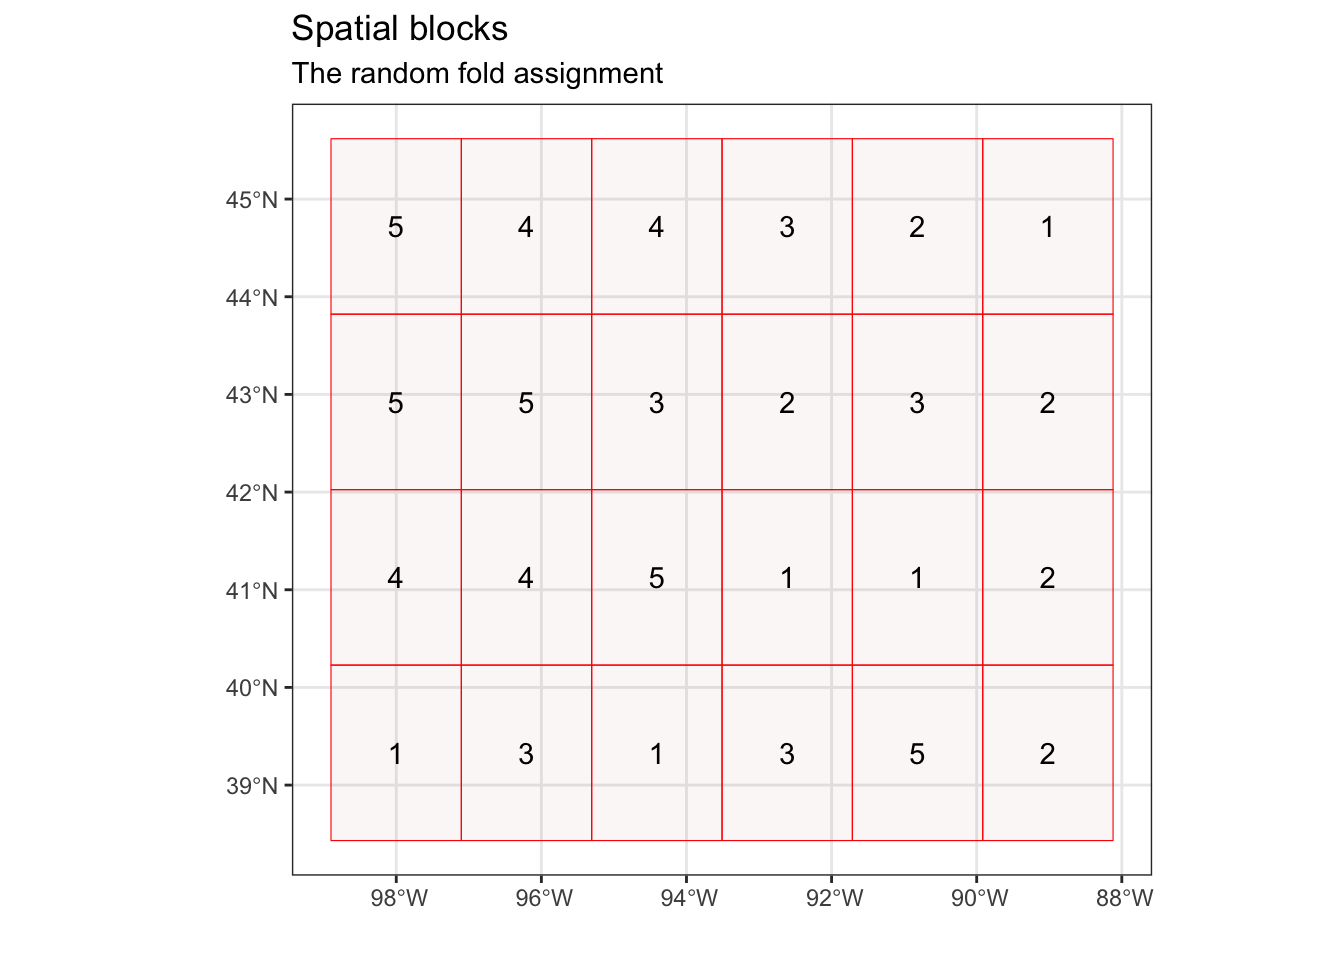 Spatial blocks
The random fold assignment
45°N
5 4 4 3 2 1
44°N
43°N
5 5 3 2 3 2
42°N
41°N
4 4 5 1 1 2
40°N
1 3 1 3 5 2
39°N
98°W 96°W 94°W 92°W 90°W 88°W